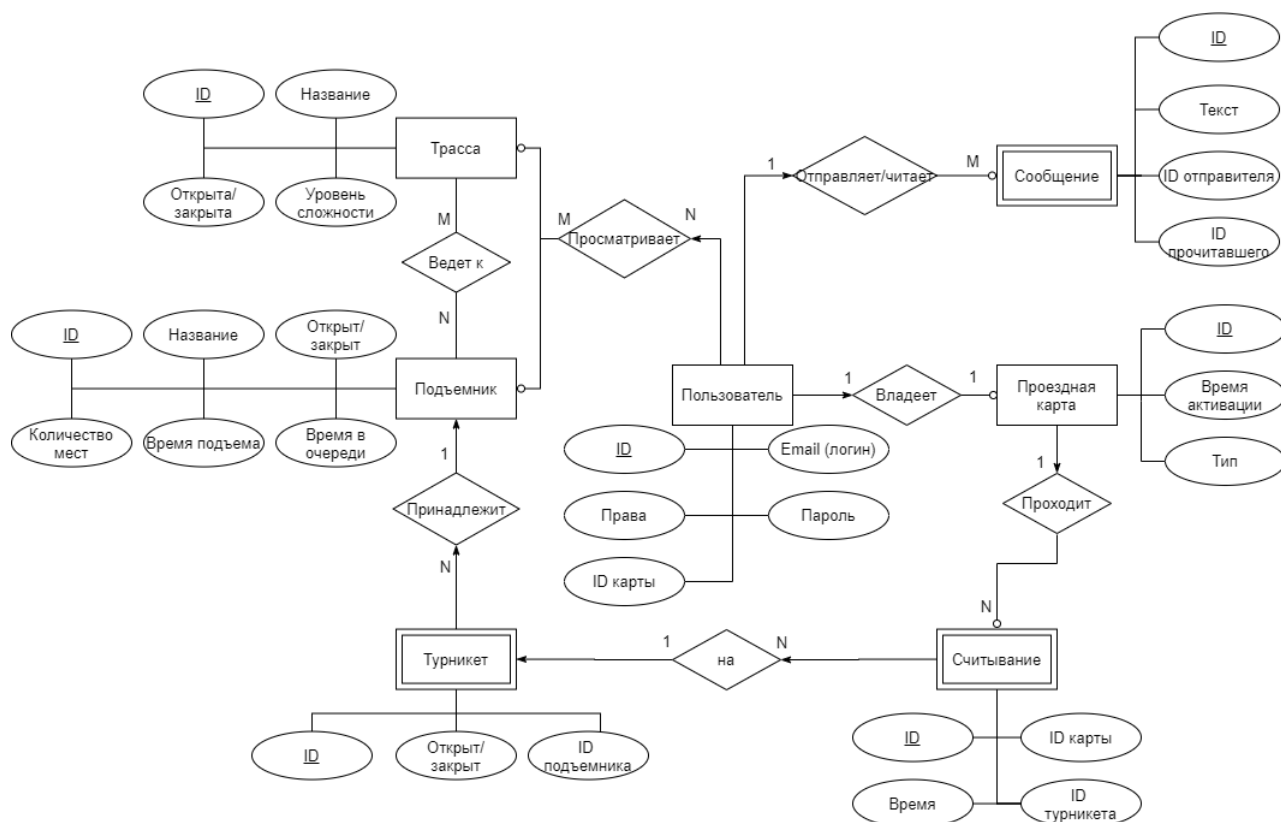 ID
Название
ID
Трасса
Текст
Открыта/
закрыта
Уровень
сложности
1
Отправляет/читает
M
Сообщение
ID отправителя
M
M
Просматривает
N
ID
прочитавшего
Ведет к
ID
Название
Открыт/
закрыт
N
ID
Подъемник
Пользователь
1
Владеет
1
Проездная
карта
Время
активации
Количество
мест
Время подъема
Время в
очереди
1
ID
Email (логин)
1
Тип
Принадлежит
Права
Пароль
Проходит
N
ID карты
N
Турникет
1
на
N
Считывание
ID
Открыт/
закрыт
ID
подъемника
ID
ID карты
Время
ID
турникета